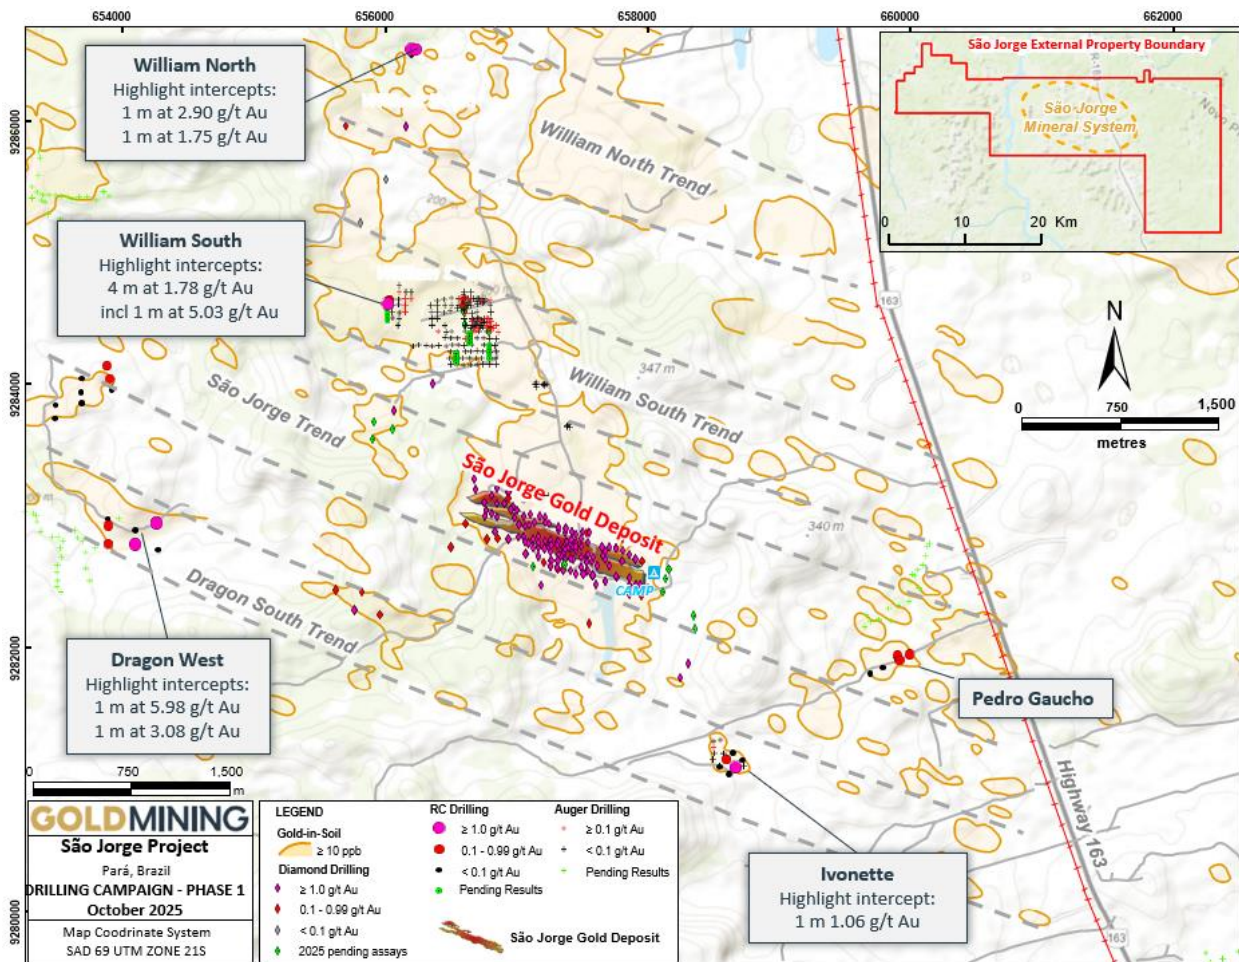 654000
656000
658000
660000
662000
9286000
9284000
9282000
9280000
William North
Highlight intercepts:
1 m at 2.90 g/t Au
1 m at 1.75 g/t Au
William South
Highlight intercepts:
4 m at 1.78 g/t Au
incl 1 m at 5.03 g/t Au
William North Trend
200
São Jorge External Property Boundary
R-163
São Jorge
Mineral System
0 10 20 Km
163
N
0 750 1,500
metres
São Jorge Trend
347 m
William South Trend
São Jorge Gold Deposit
340 m
CAMP
Dragon South Trend
Dragon West
Highlight intercepts:
1 m at 5.98 g/t Au
1 m at 3.08 g/t Au
Pedro Gaucho
Highway 163
Ivonette
Highlight intercept:
1 m 1.06 g/t Au
163
0 750 1,500
m
GOLDMINING
São Jorge Project
Pará, Brazil
DRILLING CAMPAIGN - PHASE 1
October 2025
Map Coodrinate System
SAD 69 UTM ZONE 21S
LEGEND
Gold-in-Soil
≥ 10 ppb
Diamond Drilling
≥ 1.0 g/t Au
0.1 - 0.99 g/t Au
< 0.1 g/t Au
2025 pending assays
RC Drilling
≥ 1.0 g/t Au
0.1 - 0.99 g/t Au
< 0.1 g/t Au
Pending Results
Auger Drilling
≥ 0.1 g/t Au
< 0.1 g/t Au
Pending Results
São Jorge Gold Deposit